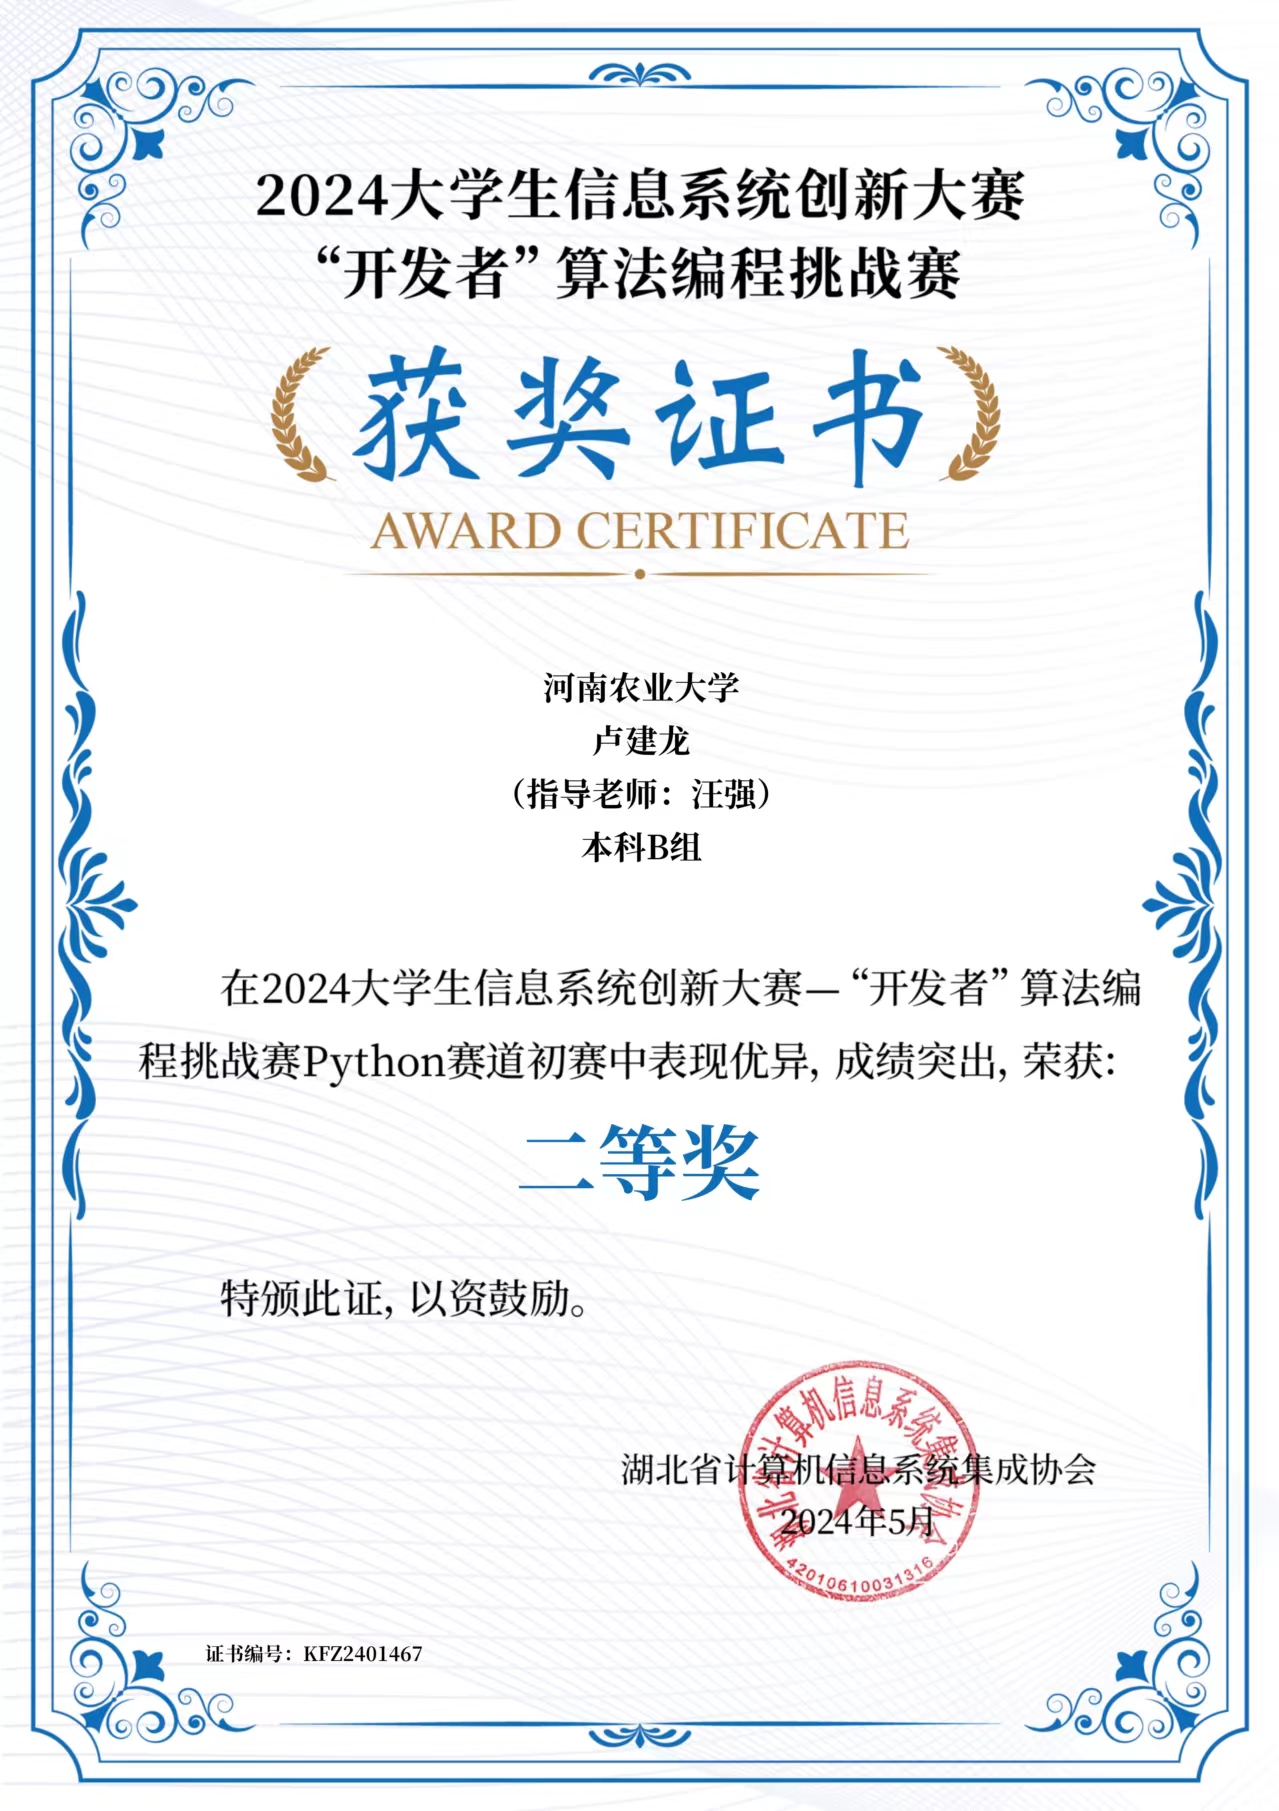 2024大学生信息系统创新大赛
“开发者”算法编程挑战赛
获奖证书
AWARD CERTIFICATE
河南农业大学
卢建龙
（指导老师：汪强）
本科B组
在2024大学生信息系统创新大赛—“开发者”算法编
程挑战赛Python赛道初赛中表现优异，成绩突出，荣获：
二等奖
特颁此证，以资鼓励。
湖北省计算机信息系统集成协会
2024年5月
湖北省计算机信息系统集成协会
42010610031316
证书编号：KFZ2401467